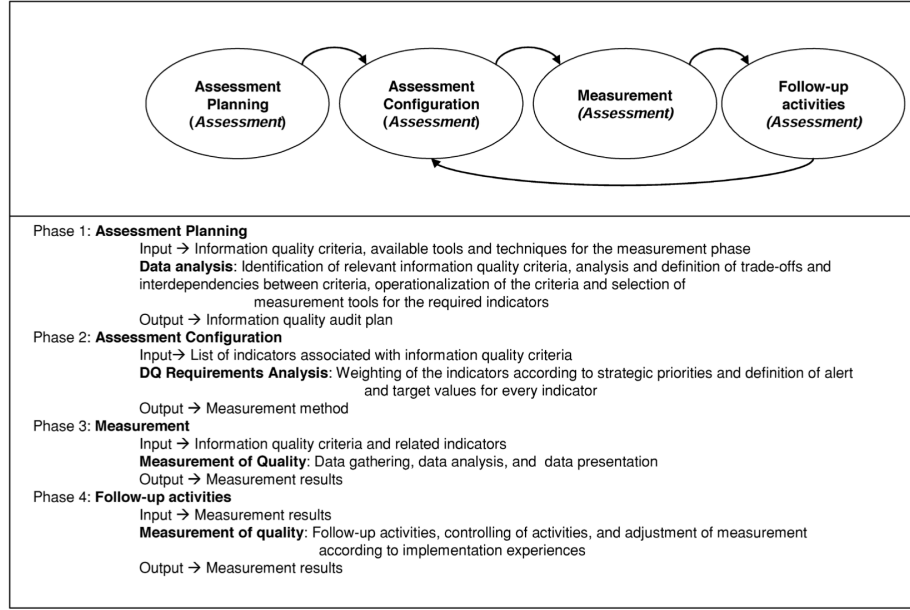 Assessment
Planning
(Assessment)
Assessment
Configuration
(Assessment)
Measurement
(Assessment)
Follow-up
activities
(Assessment)
Phase 1: Assessment Planning
Input → Information quality criteria, available tools and techniques for the measurement phase
Data analysis: Identification of relevant information quality criteria, analysis and definition of trade-offs and
interdependencies between criteria, operationalization of the criteria and selection of
measurement tools for the required indicators
Output → Information quality audit plan
Phase 2: Assessment Configuration
Input→ List of indicators associated with information quality criteria
DQ Requirements Analysis: Weighting of the indicators according to strategic priorities and definition of alert
and target values for every indicator
Output → Measurement method
Phase 3: Measurement
Input → Information quality criteria and related indicators
Measurement of Quality: Data gathering, data analysis, and data presentation
Output → Measurement results
Phase 4: Follow-up activities
Input → Measurement results
Measurement of quality: Follow-up activities, controlling of activities, and adjustment of measurement
according to implementation experiences
Output → Measurement results